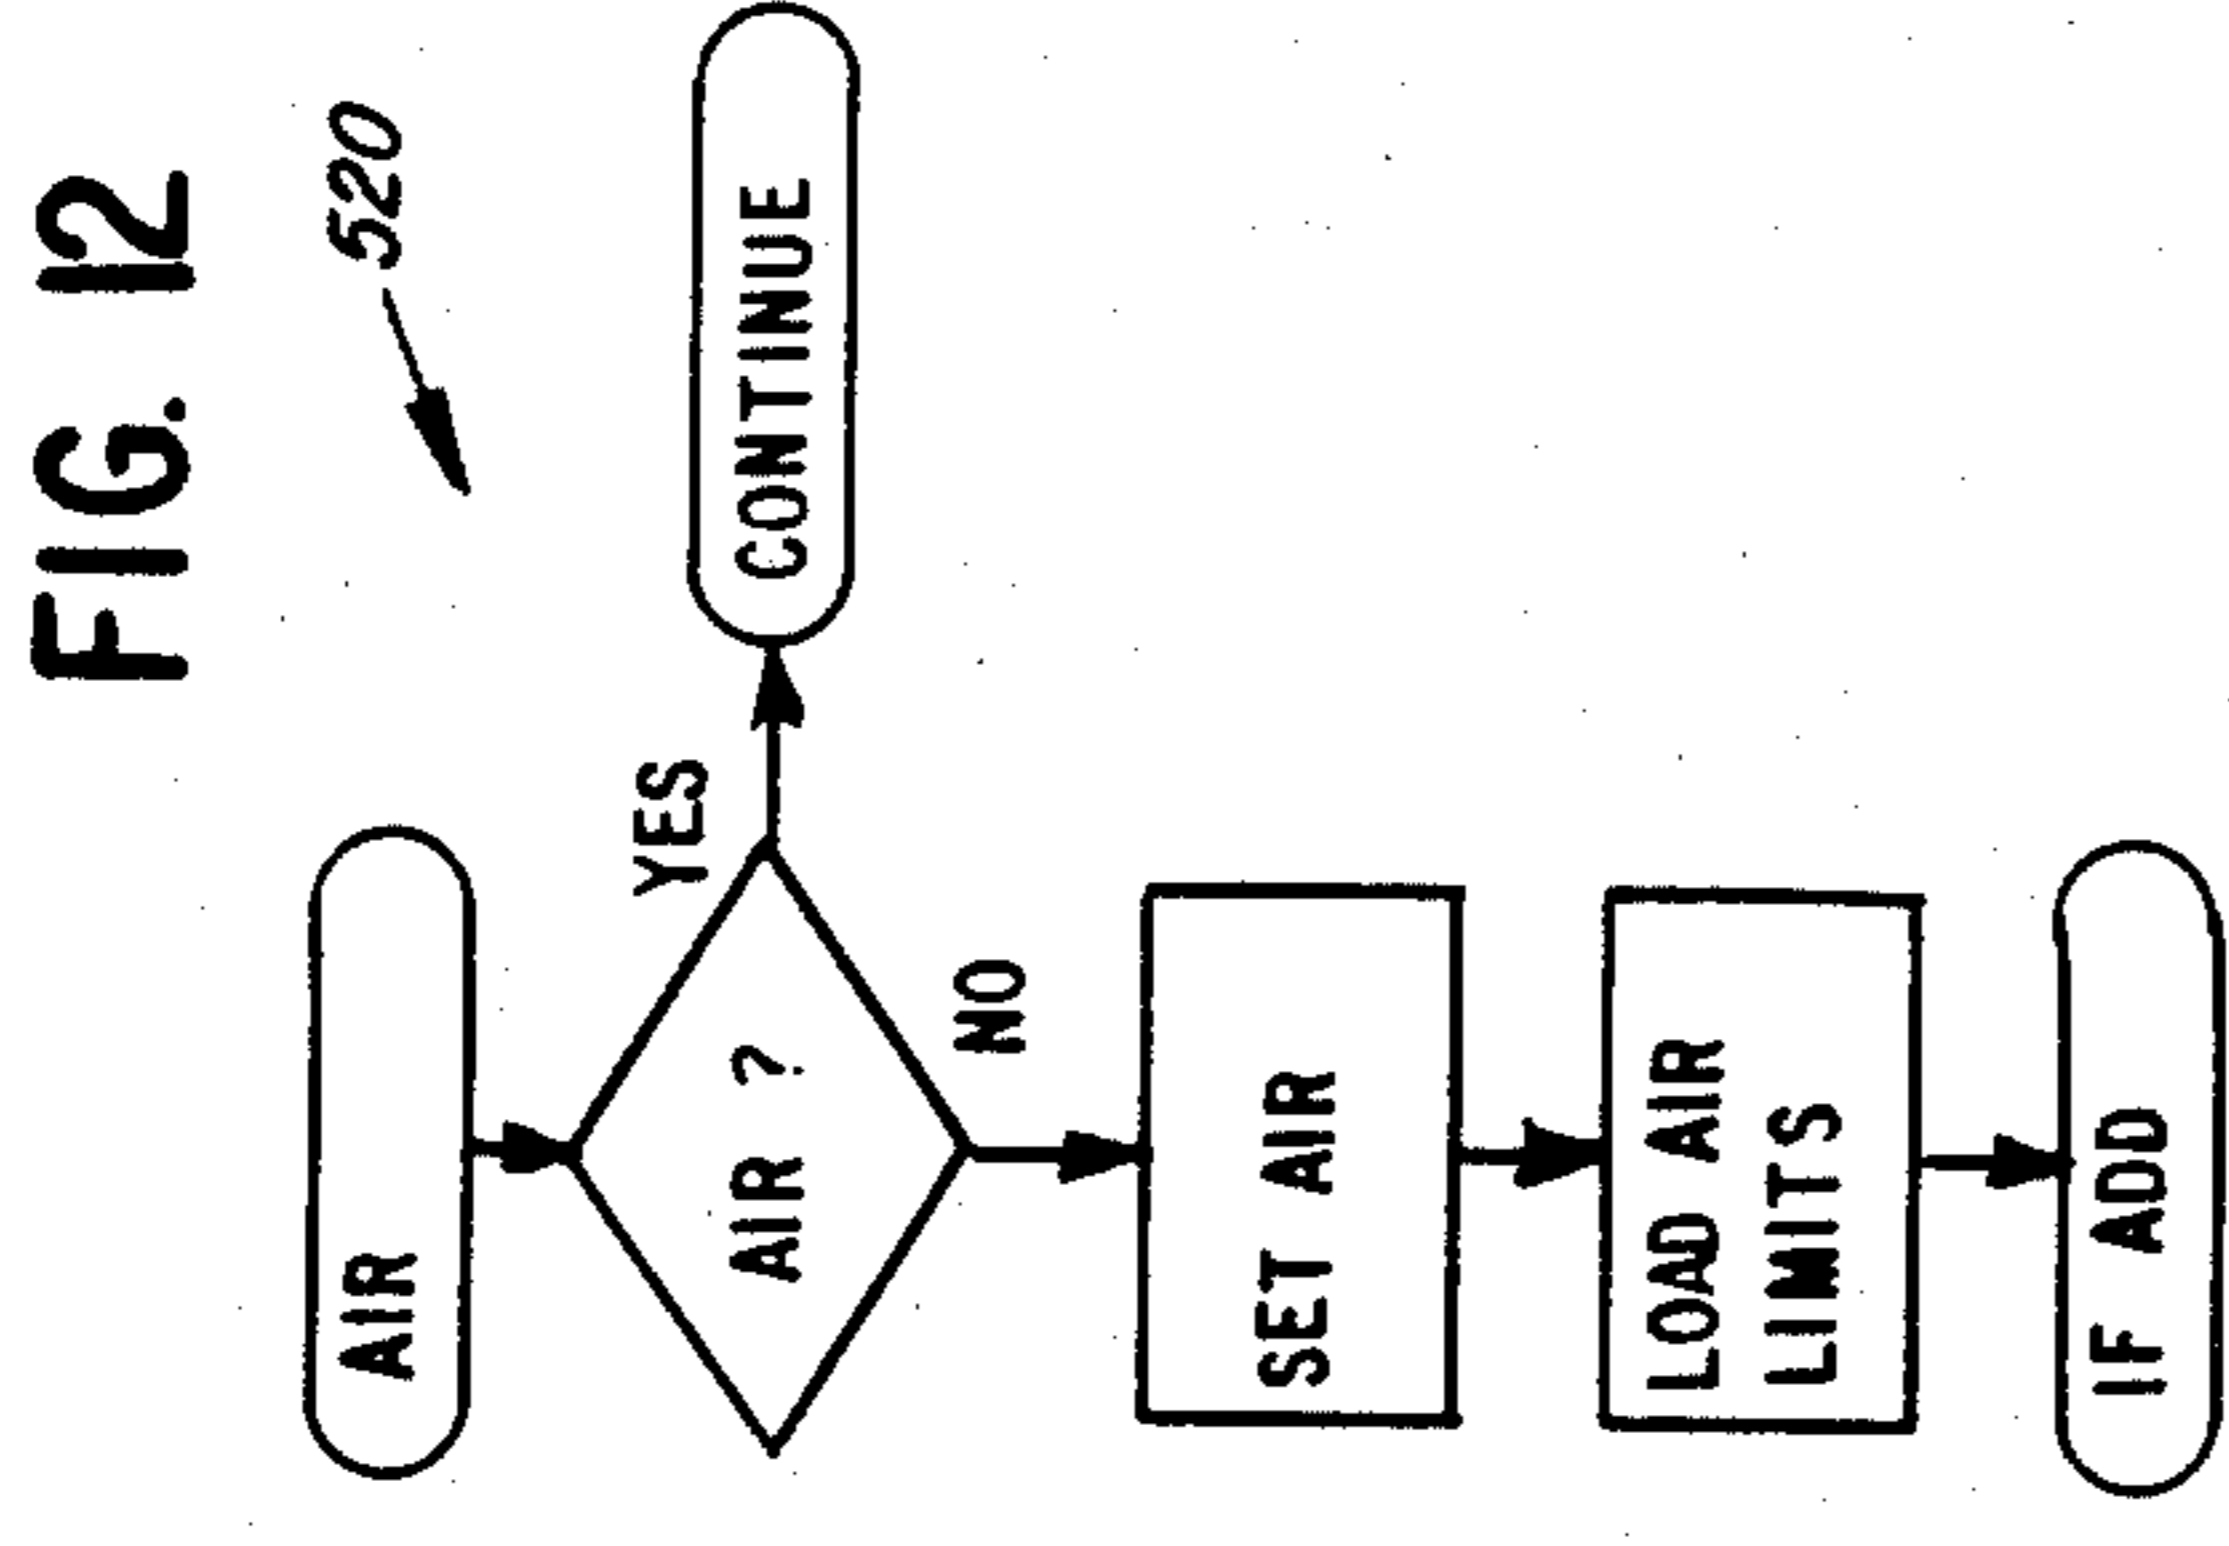 FIG. 12
520
AIR
AIR ?
YES
CONTINUE
NO
SET AIR
LOAD AIR
LIMITS
IF ADD